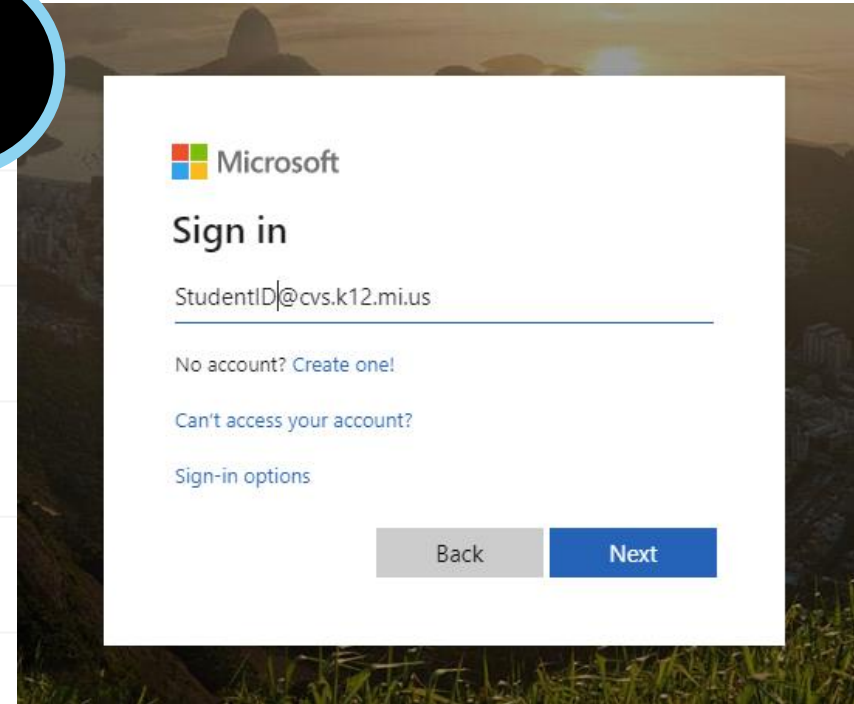 Microsoft
Sign in
StudentID@cvs.k12.mi.us
No account? Create one!
Can't access your account?
Sign-in options
Back Next